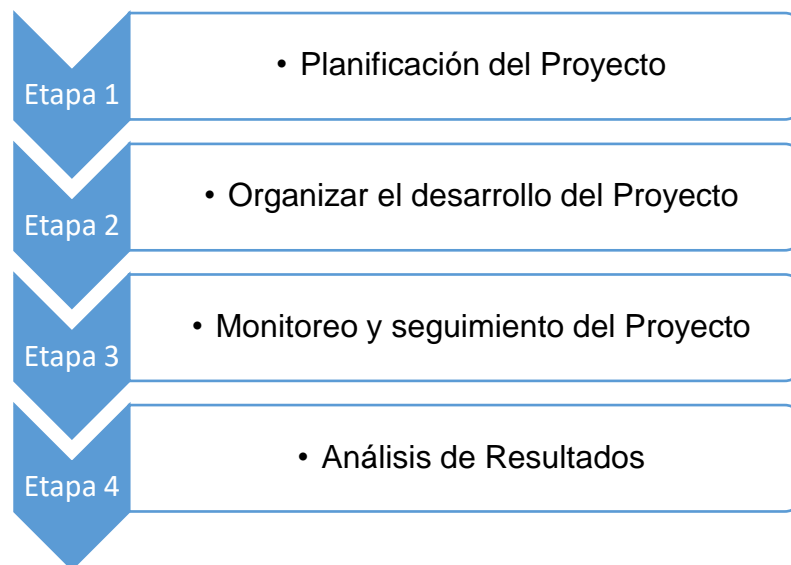 Etapa 1
• Planificación del Proyecto
Etapa 2
• Organizar el desarrollo del Proyecto
Etapa 3
• Monitoreo y seguimiento del Proyecto
Etapa 4
• Análisis de Resultados